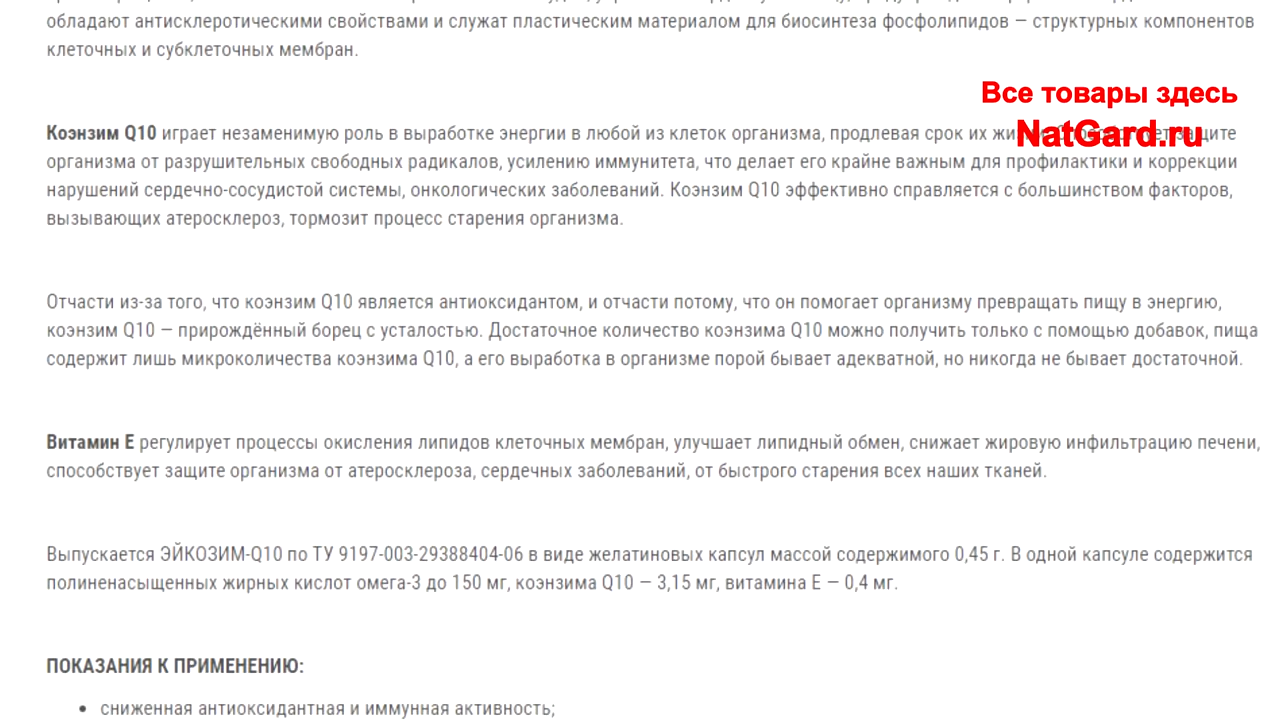 обладают антисклеротическими свойствами и служат пластическим материалом для биосинтеза фосфолипидов — структурных компонентов
клеточных и субклеточных мембран.
Все товары здесь
NatGard.ru
Коэнзим Q10 играет незаменимую роль в выработке энергии в любой из клеток организма, продлевая срок их
организма от разрушительных свободных радикалов, усилению иммунитета, что делает его крайне важным для профилактики и коррекции
нарушений сердечно-сосудистой системы, онкологических заболеваний. Коэнзим Q10 эффективно справляется с большинством факторов,
вызывающих атеросклероз, тормозит процесс старения организма.
Отчасти из-за того, что коэнзим Q10 является антиоксидантом, и отчасти потому, что он помогает организму превращать пищу в энергию,
коэнзим Q10 — прирождённый борец с усталостью. Достаточное количество коэнзима Q10 можно получить только с помощью добавок, пища
содержит лишь микроколичества коэнзима Q10, а его выработка в организме порой бывает адекватной, но никогда не бывает достаточной.
Витамин Е регулирует процессы окисления липидов клеточных мембран, улучшает липидный обмен, снижает жировую инфильтрацию печени,
способствует защите организма от атеросклероза, сердечных заболеваний, от быстрого старения всех наших тканей.
Выпускается ЭЙКОЗИМ-Q10 по ТУ 9197-003-29388404-06 в виде желатиновых капсул массой содержимого 0,45 г. В одной капсуле содержится
полиненасыщенных жирных кислот омега-3 до 150 мг, коэнзима Q10 — 3,15 мг, витамина Е — 0,4 мг.
ПОКАЗАНИЯ К ПРИМЕНЕНИЮ:
• сниженная антиоксидантная и иммунная активность;